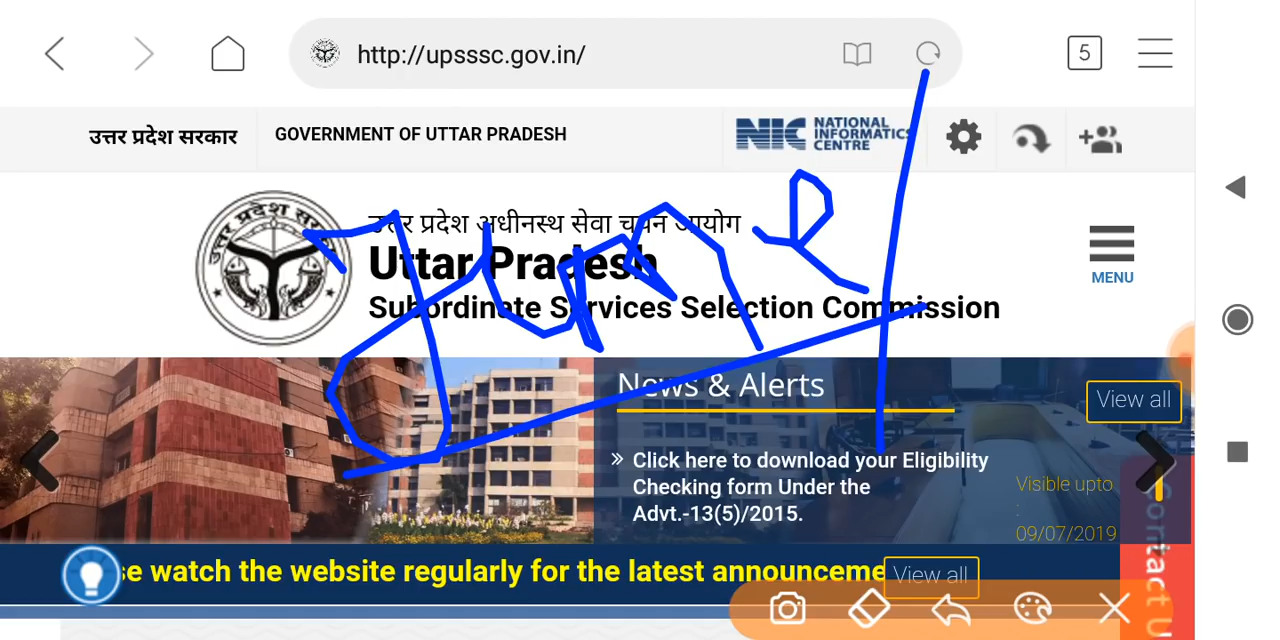 http://upsssc.gov.in/
5
उत्तर प्रदेश सरकार
GOVERNMENT OF UTTAR PRADESH
NIC NATIONAL
INFORMATICS
CENTRE
उत्तर प्रदेश अधीनस्थ सेवा चयन आयोग
Uttar Pradesh
Subordinate Services Selection Commission
June
MENU
News & Alerts
View all
Click here to download your Eligibility
Checking form Under the
Advt.-13(5)/2015.
Visible upto
:
09/07/2019
Contact U
se watch the website regularly for the latest announceme
View all